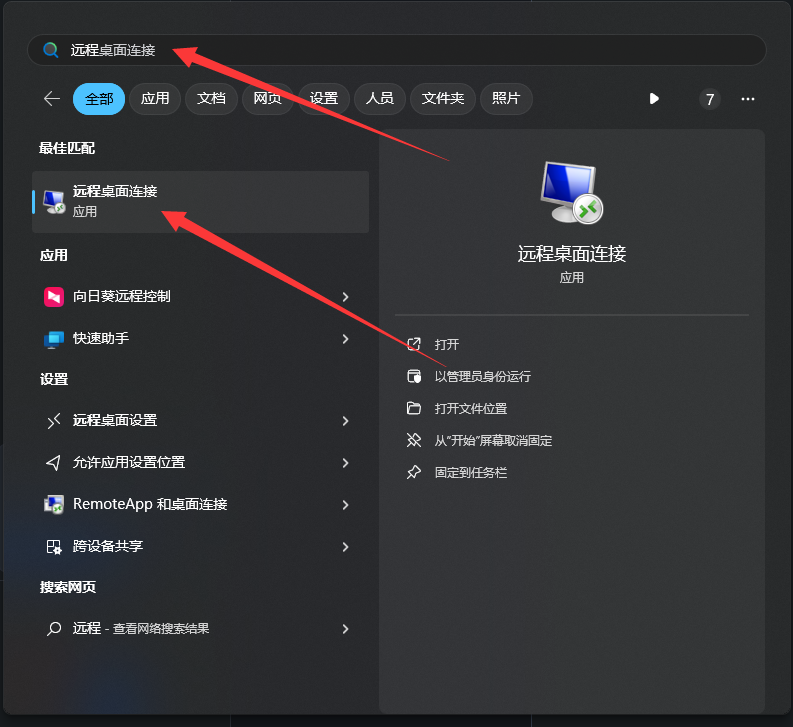 远程桌面连接
全部 应用 文档 网页 设置 人员 文件夹 照片 7
最佳匹配
远程桌面连接
应用
应用
向日葵远程控制
快速助手
设置
远程桌面设置
允许应用设置位置
RemoteApp 和桌面连接
跨设备共享
搜索网页
远程 - 查看网络搜索结果
远程桌面连接
应用
打开
以管理员身份运行
打开文件位置
从"开始"屏幕取消固定
固定到任务栏